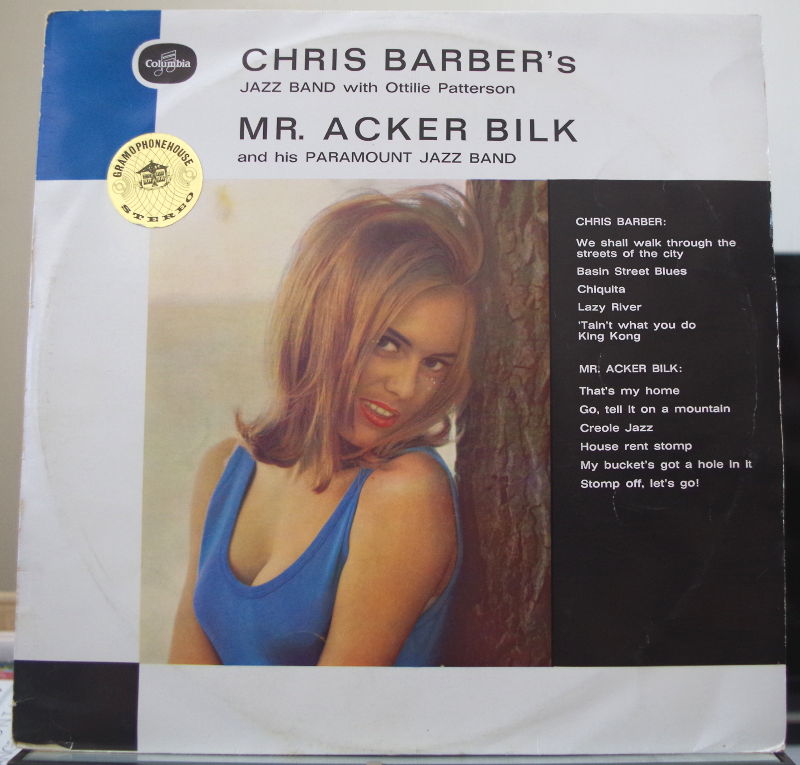 Columbia
CHRIS BARBER's
JAZZ BAND with Ottilie Patterson
MR. ACKER BILK
and his PARAMOUNT JAZZ BAND
GRAMOPHONEHOUSE
STEREO
CHRIS BARBER:
We shall walk through the
streets of the city
Basin Street Blues
Chiquita
Lazy River
'Tain't what you do
King Kong
MR. ACKER BILK:
That's my home
Go, tell it on a mountain
Creole Jazz
House rent stomp
My bucket's got a hole in it
Stomp off, let's go!